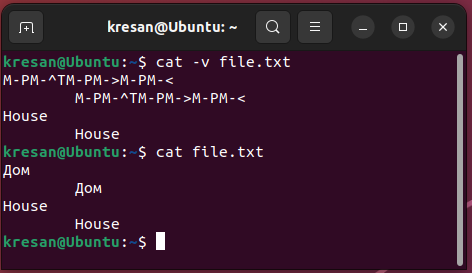 kresan@Ubuntu: ~
kresan@Ubuntu:~$ cat -v file.txt
M-PM-^TM-PM->M-PM-<
        M-PM-^TM-PM->M-PM-<
House
        House
kresan@Ubuntu:~$ cat file.txt
Дом
        Дом
House
        House
kresan@Ubuntu:~$